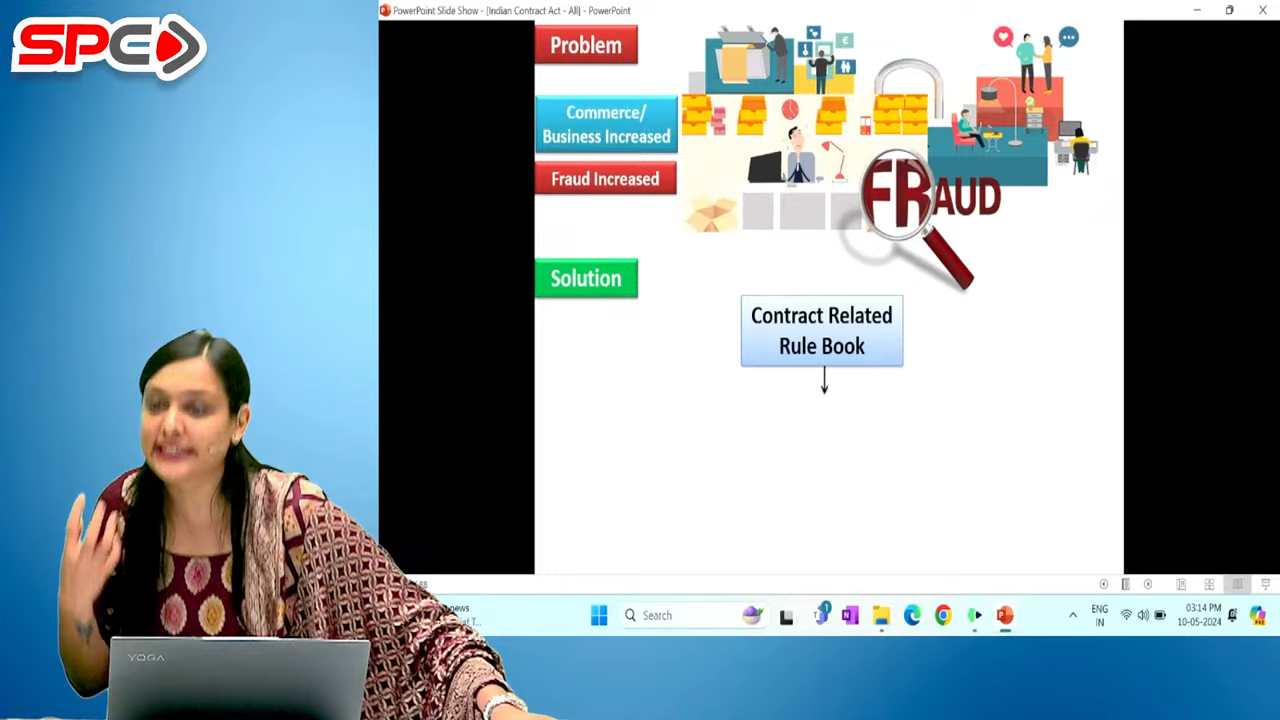 SPC
PowerPoint Slide Show - [Indian Contract Act - All] - PowerPoint
Problem
Commerce/
Business Increased
Fraud Increased
FRAUD
Solution
Contract Related
Rule Book
YOGA
Search
ENG
IN
03:14 PM
10-05-2024